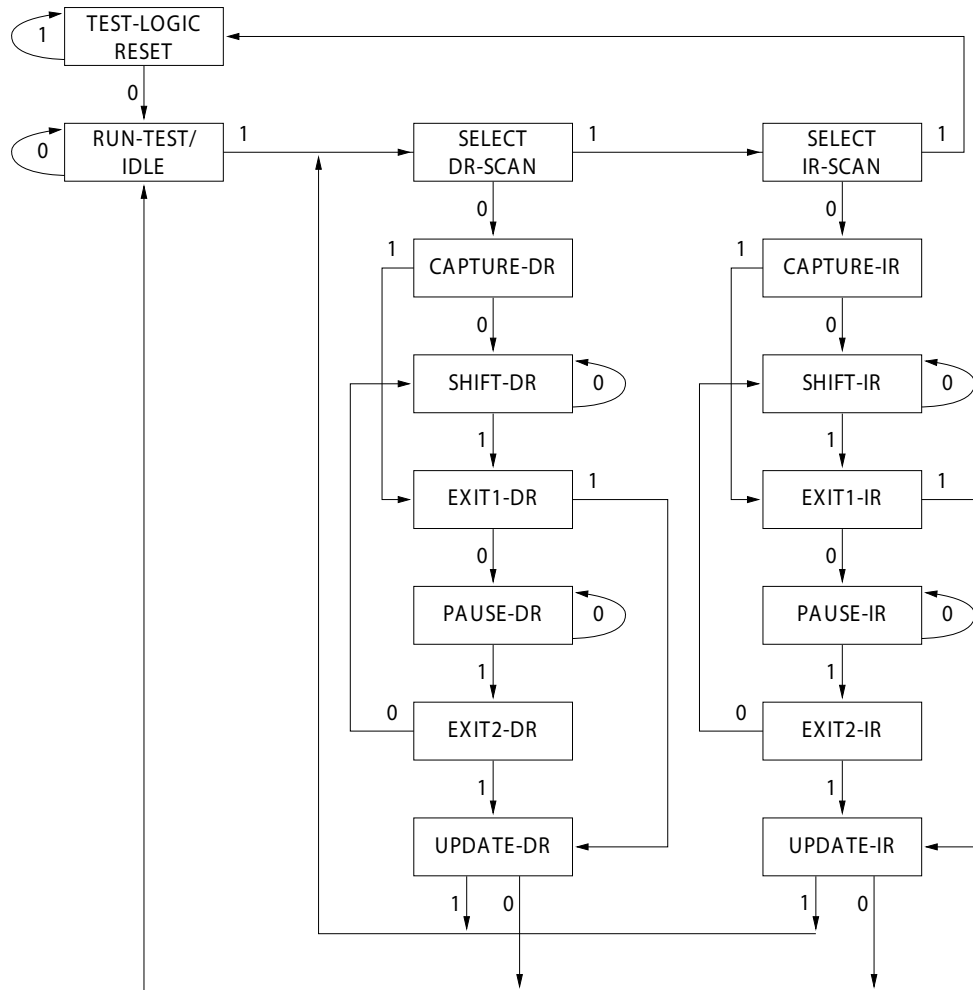 1
TEST-LOGIC
RESET
0
0
RUN-TEST/
IDLE
1
SELECT
DR-SCAN
1
SELECT
IR-SCAN
1
0
0
1
CAPTURE-DR
1
CAPTURE-IR
0
0
SHIFT-DR
0
SHIFT-IR
0
1
1
EXIT1-DR
1
EXIT1-IR
1
0
0
PAUSE-DR
0
PAUSE-IR
0
1
1
0
EXIT2-DR
0
EXIT2-IR
1
1
UPDATE-DR
UPDATE-IR
1
0
1
0